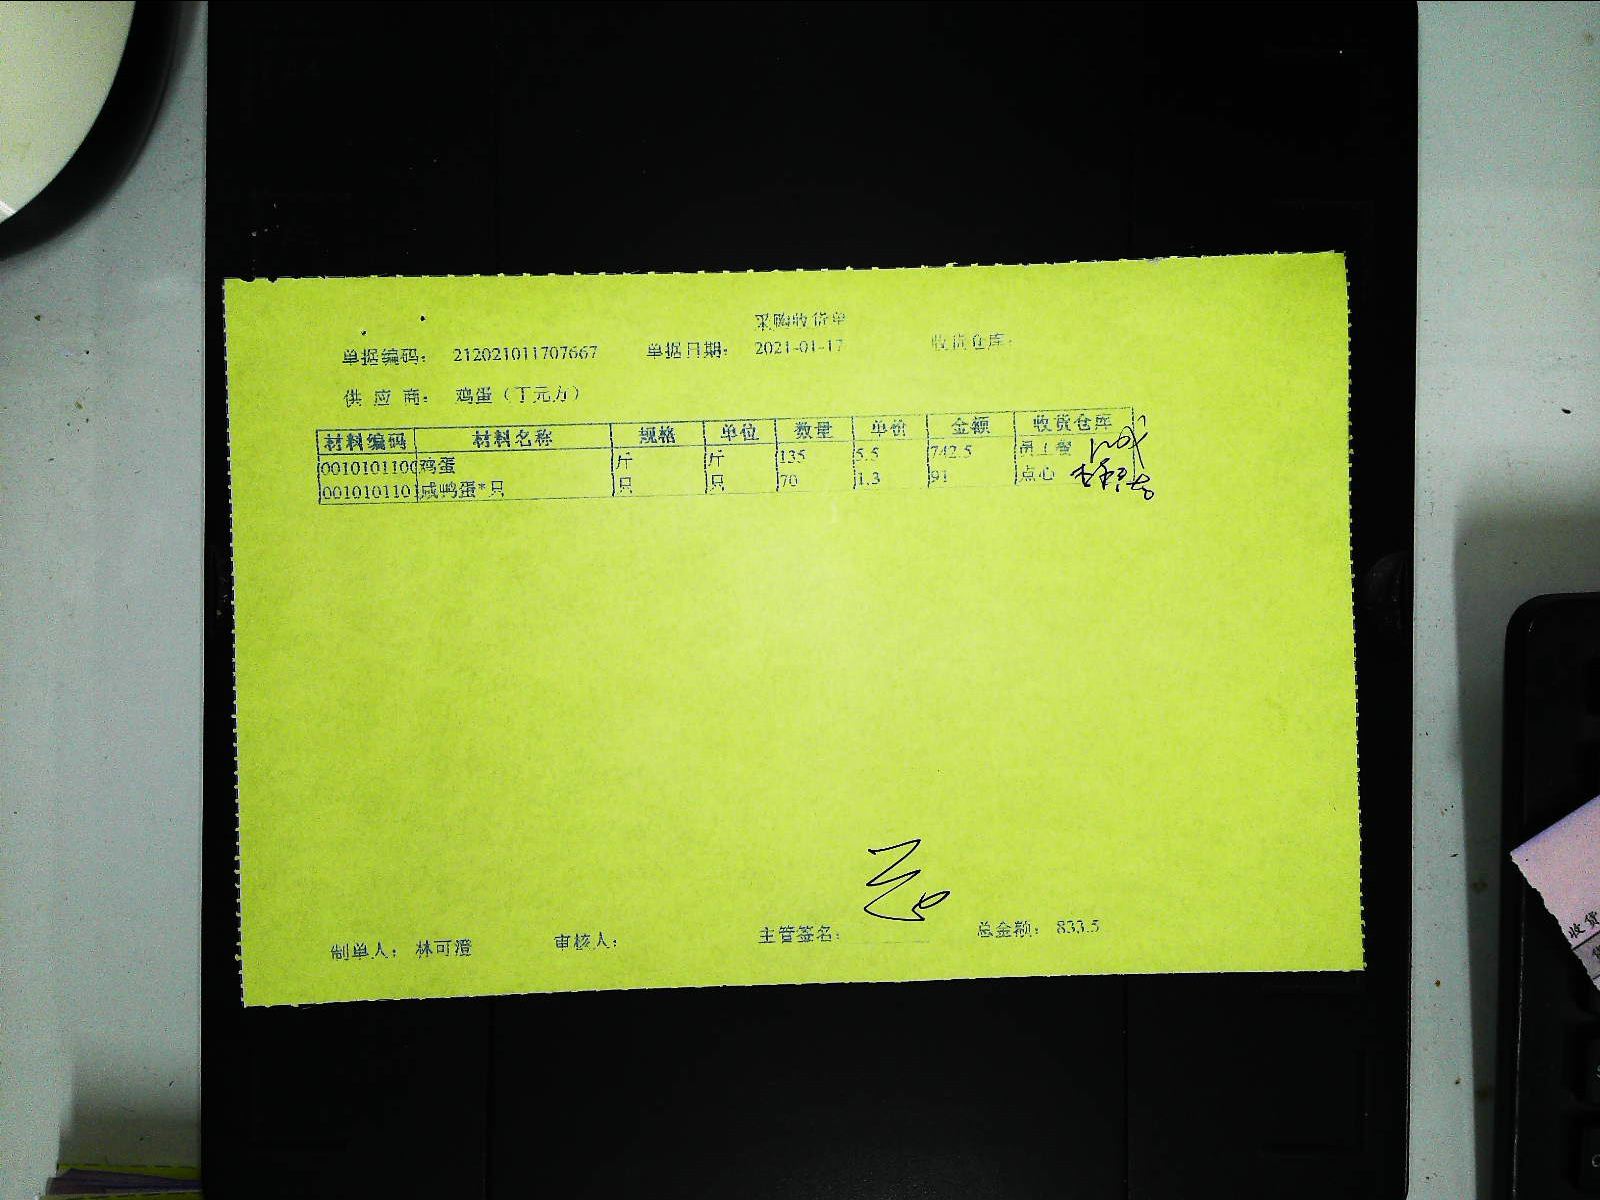 采购收货单
单据编码： 212021011707667 单据日期： 2021-01-17 收货仓库：
供 应 商： 鸡蛋（丁元方）
材料编码 材料名称 规格 单位 数量 单价 金额 收货仓库
0010101100 鸡蛋 斤 斤 135 5.5 742.5 员工餐
001010110 咸鸭蛋*只 只 只 70 1.3 91 点心
制单人： 林可澄 审核人： 主管签名： 总金额： 833.5
收货